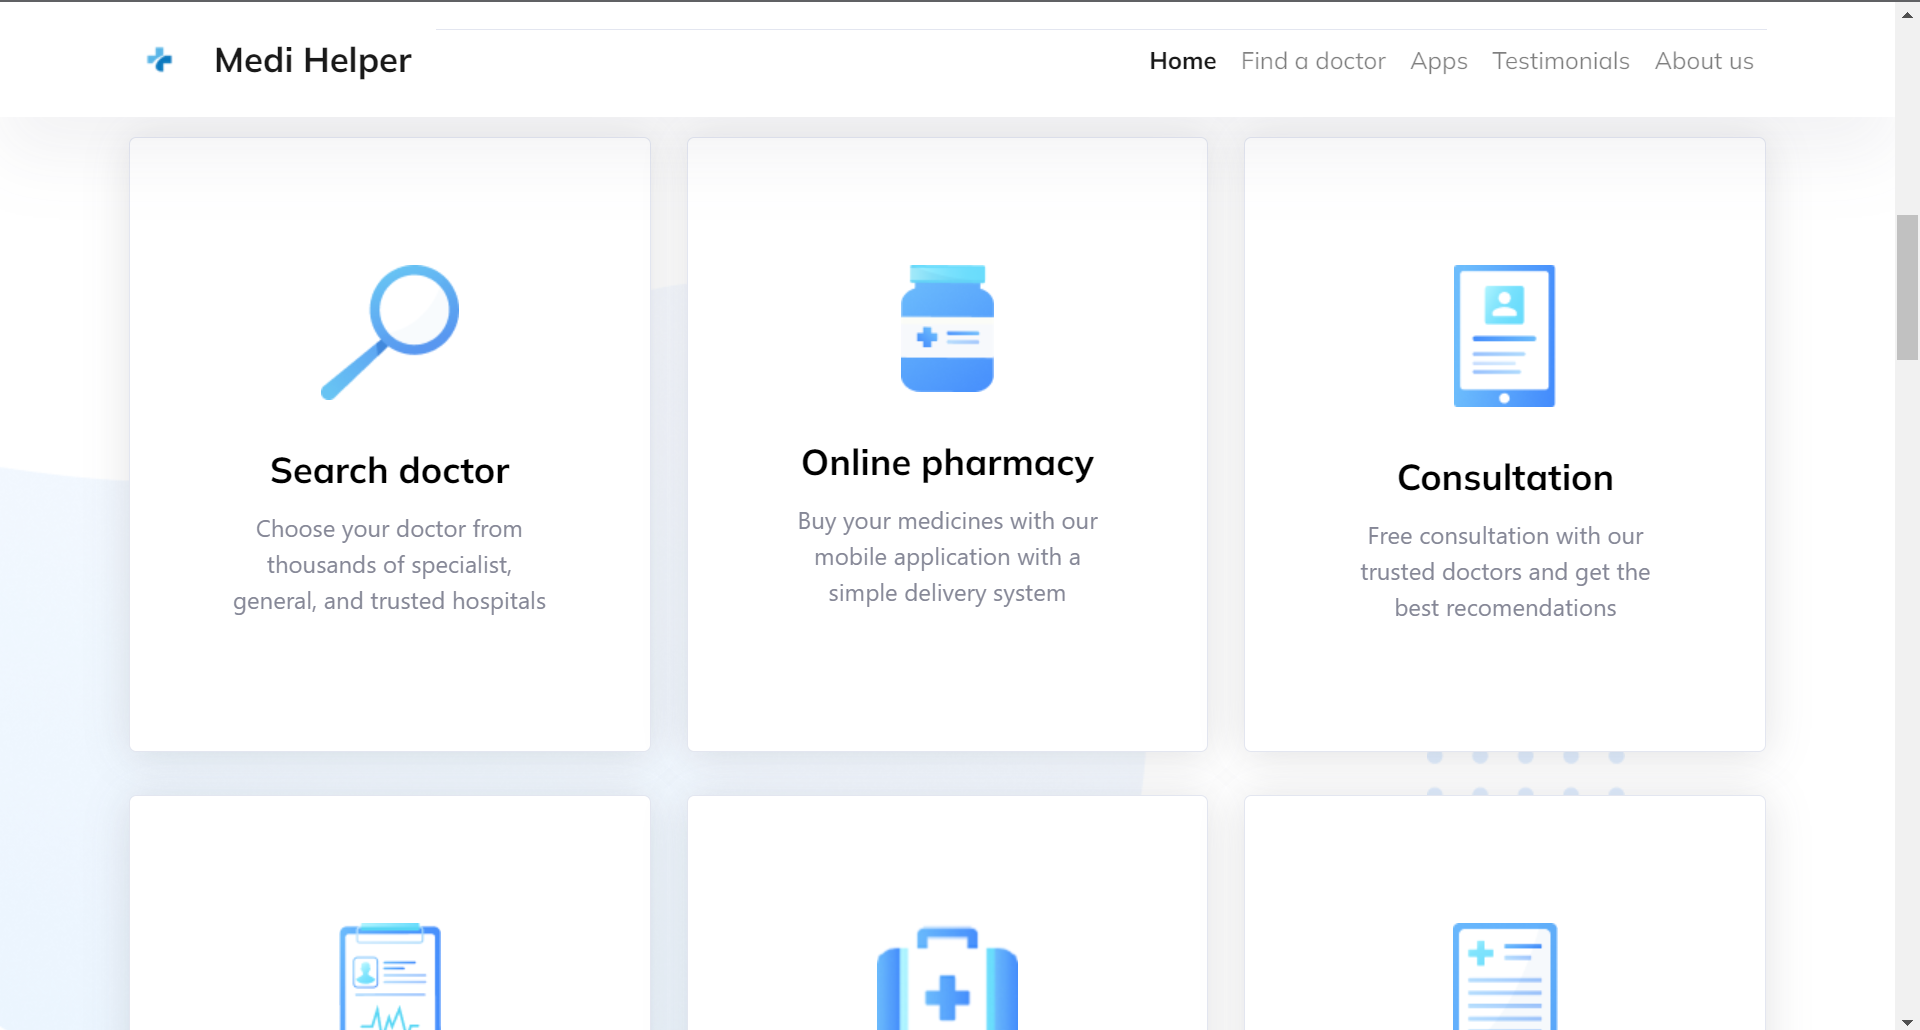 Medi Helper
Home Find a doctor Apps Testimonials About us
Search doctor
Choose your doctor from
thousands of specialist,
general, and trusted hospitals
Online pharmacy
Buy your medicines with our
mobile application with a
simple delivery system
Consultation
Free consultation with our
trusted doctors and get the
best recomendations